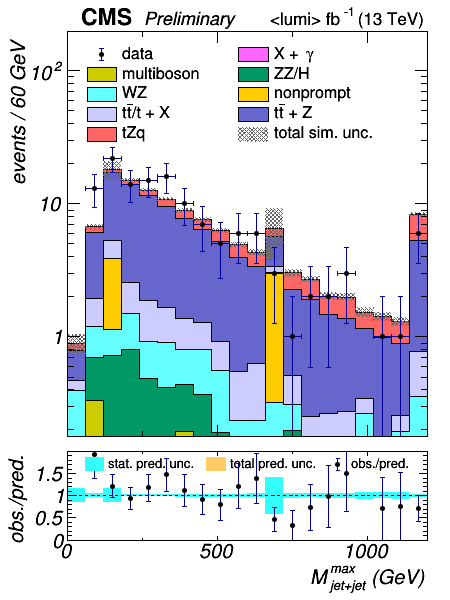 CMS Preliminary <lumi> fb⁻¹ (13 TeV)
events / 60 GeV
10²
10
1
data
multiboson
WZ
tt̄/t + X
tZq
X + γ
ZZ/H
nonprompt
tt̄ + Z
total sim. unc.
obs./pred.
1.5
1
0.5
0
stat. pred. unc. total pred. unc. obs./pred.
0 500 1000
M^max_jet+jet (GeV)